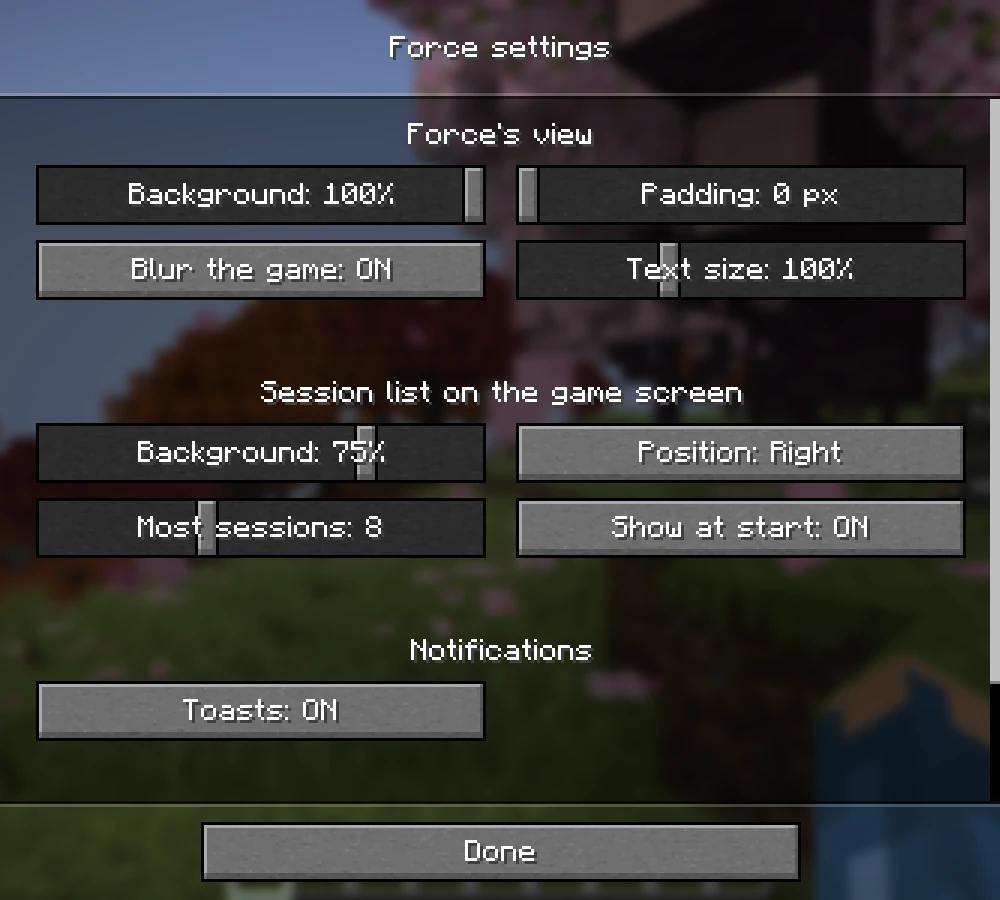 Force settings
Force's view
Background: 100%
Padding: 0 px
Blur the game: ON
Text size: 100%
Session list on the game screen
Background: 75%
Position: Right
Most sessions: 8
Show at start: ON
Notifications
Toasts: ON
Done